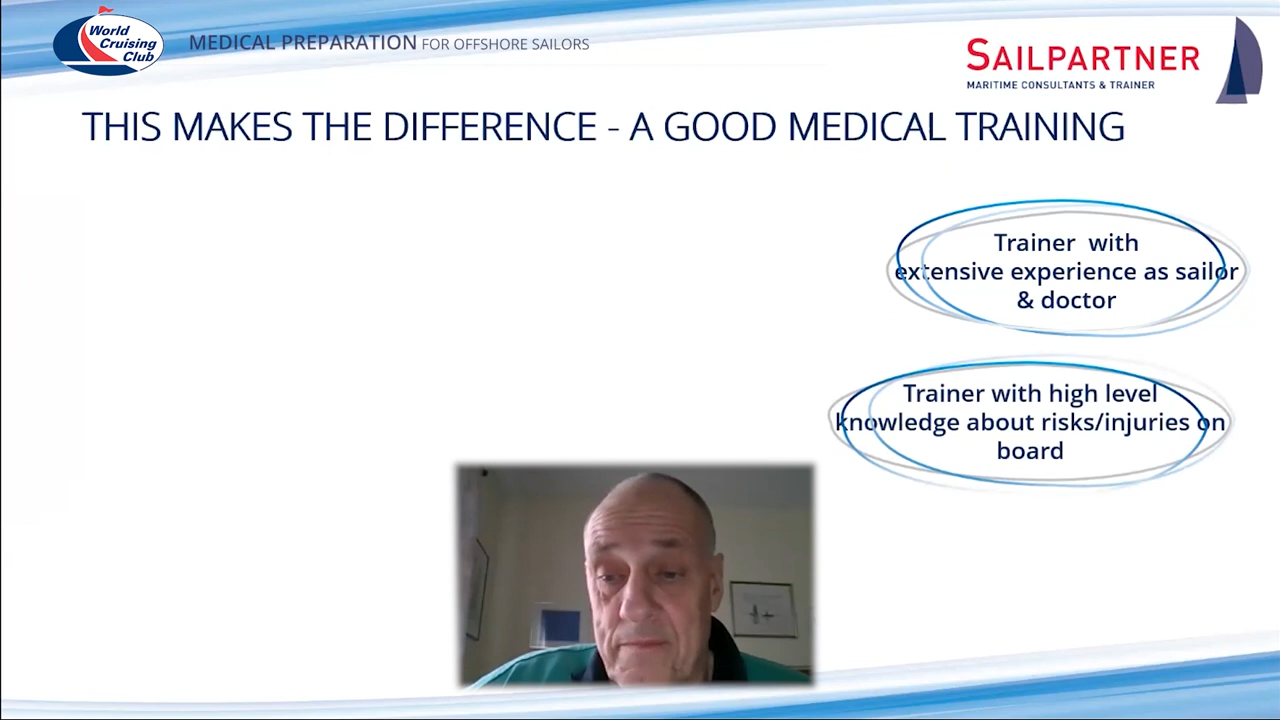 World
Cruising
Club
MEDICAL PREPARATION FOR OFFSHORE SAILORS
SAILPARTNER
MARITIME CONSULTANTS & TRAINER
THIS MAKES THE DIFFERENCE - A GOOD MEDICAL TRAINING
Trainer with
extensive experience as sailor
& doctor
Trainer with high level
knowledge about risks/injuries on
board